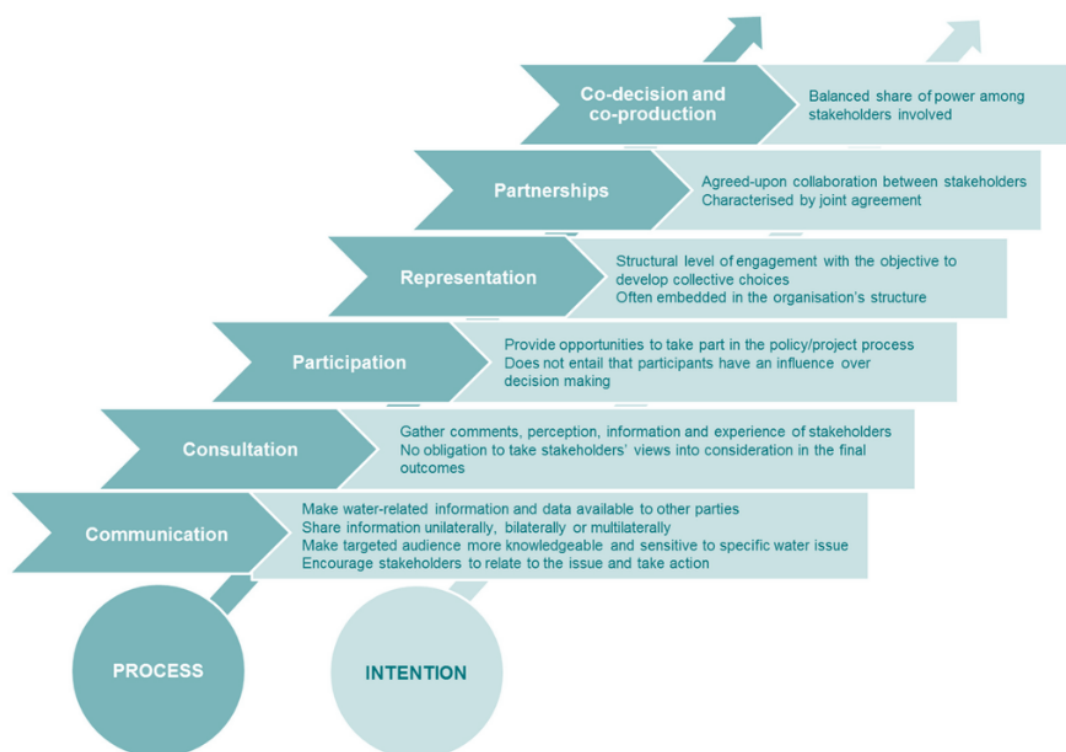 Co-decision and
co-production
Balanced share of power among
stakeholders involved
Partnerships
Agreed-upon collaboration between stakeholders
Characterised by joint agreement
Representation
Structural level of engagement with the objective to
develop collective choices
Often embedded in the organisation's structure
Participation
Provide opportunities to take part in the policy/project process
Does not entail that participants have an influence over
decision making
Consultation
Gather comments, perception, information and experience of stakeholders
No obligation to take stakeholders' views into consideration in the final
outcomes
Communication
Make water-related information and data available to other parties
Share information unilaterally, bilaterally or multilaterally
Make targeted audience more knowledgeable and sensitive to specific water issue
Encourage stakeholders to relate to the issue and take action
PROCESS
INTENTION